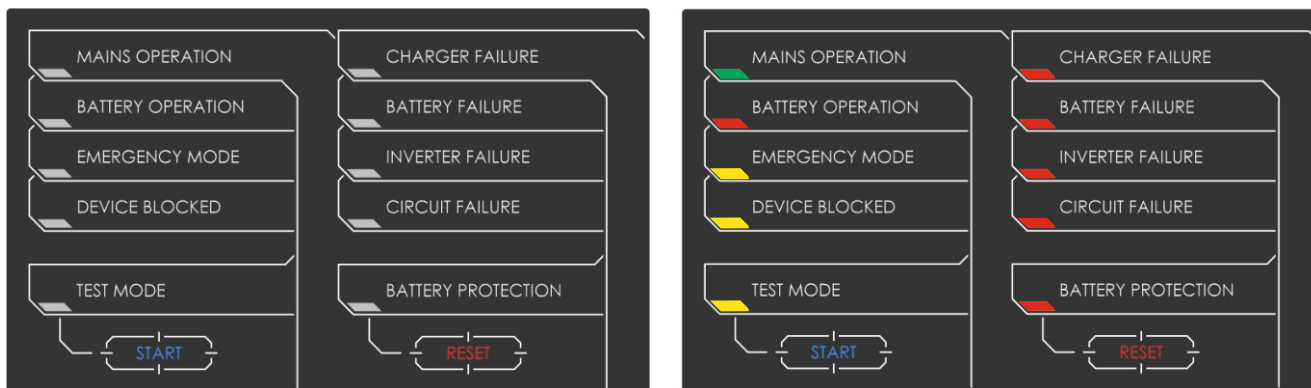 MAINS OPERATION
BATTERY OPERATION
EMERGENCY MODE
DEVICE BLOCKED
TEST MODE
START
CHARGER FAILURE
BATTERY FAILURE
INVERTER FAILURE
CIRCUIT FAILURE
BATTERY PROTECTION
RESET
MAINS OPERATION
BATTERY OPERATION
EMERGENCY MODE
DEVICE BLOCKED
TEST MODE
START
CHARGER FAILURE
BATTERY FAILURE
INVERTER FAILURE
CIRCUIT FAILURE
BATTERY PROTECTION
RESET